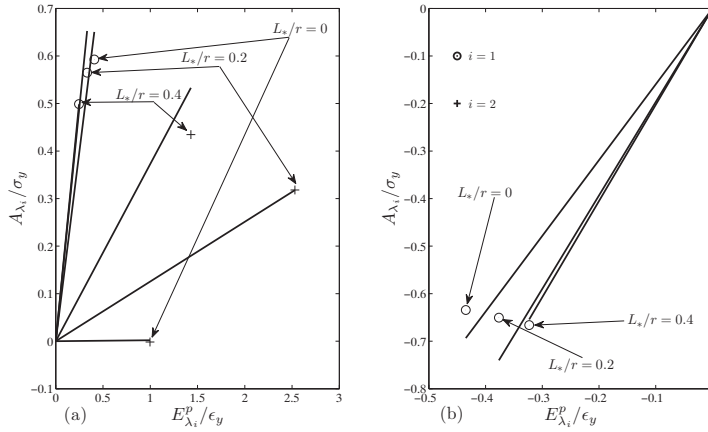 0.7
0.6
0.5
0.4
0.3
0.2
0.1
0
−0.1
0 0.5 1 1.5 2 2.5 3
A_{λ_i}/σ_y
E^p_{λ_i}/ϵ_y
(a)
L_*/r = 0
L_*/r = 0.2
L_*/r = 0.4
0
−0.1
−0.2
−0.3
−0.4
−0.5
−0.6
−0.7
−0.8
−0.5 −0.4 −0.3 −0.2 −0.1
A_{λ_i}/σ_y
E^p_{λ_i}/ϵ_y
(b)
i = 1
i = 2
L_*/r = 0
L_*/r = 0.4
L_*/r = 0.2